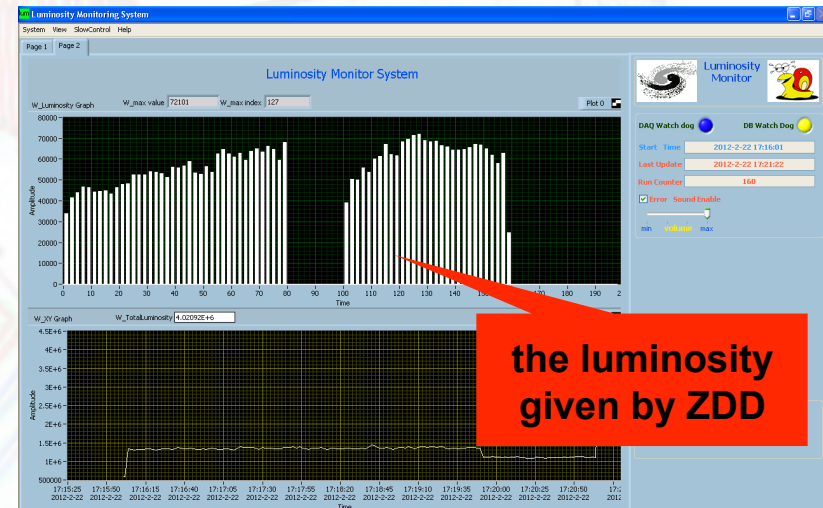 Luminosity Monitoring System
System View SlowControl Help
Page 1 Page 2
Luminosity Monitor System
W_Luminosity Graph W_max value 72101 W_max index 127 Plot 0
80000
70000
60000
50000
40000
30000
20000
10000
0
Amplitude
0 10 20 30 40 50 60 70 80 90 100 110 120 130 140 170 180 190
Time
W_XY Graph W_TotalLuminosity 4.02092E+6
4.5E+6
4E+6
3.5E+6
3E+6
2.5E+6
2E+6
1.5E+6
1E+6
500000
Amplitude
17:15:25 17:15:50 17:16:15 17:16:40 17:17:05 17:17:30 17:17:55 17:18:20 17:18:45 17:19:10 17:19:35 17:20:00 17:20:25 17:20:50
2012-2-22 2012-2-22 2012-2-22 2012-2-22 2012-2-22 2012-2-22 2012-2-22 2012-2-22 2012-2-22 2012-2-22 2012-2-22 2012-2-22 2012-2-22 2012-2-22
Time
Luminosity
Monitor
DAQ Watch dog DB Watch Dog
Start Time 2012-2-22 17:16:01
Last Update 2012-2-22 17:21:22
Run Counter 160
Error Sound Enable
min volume max
the luminosity
given by ZDD